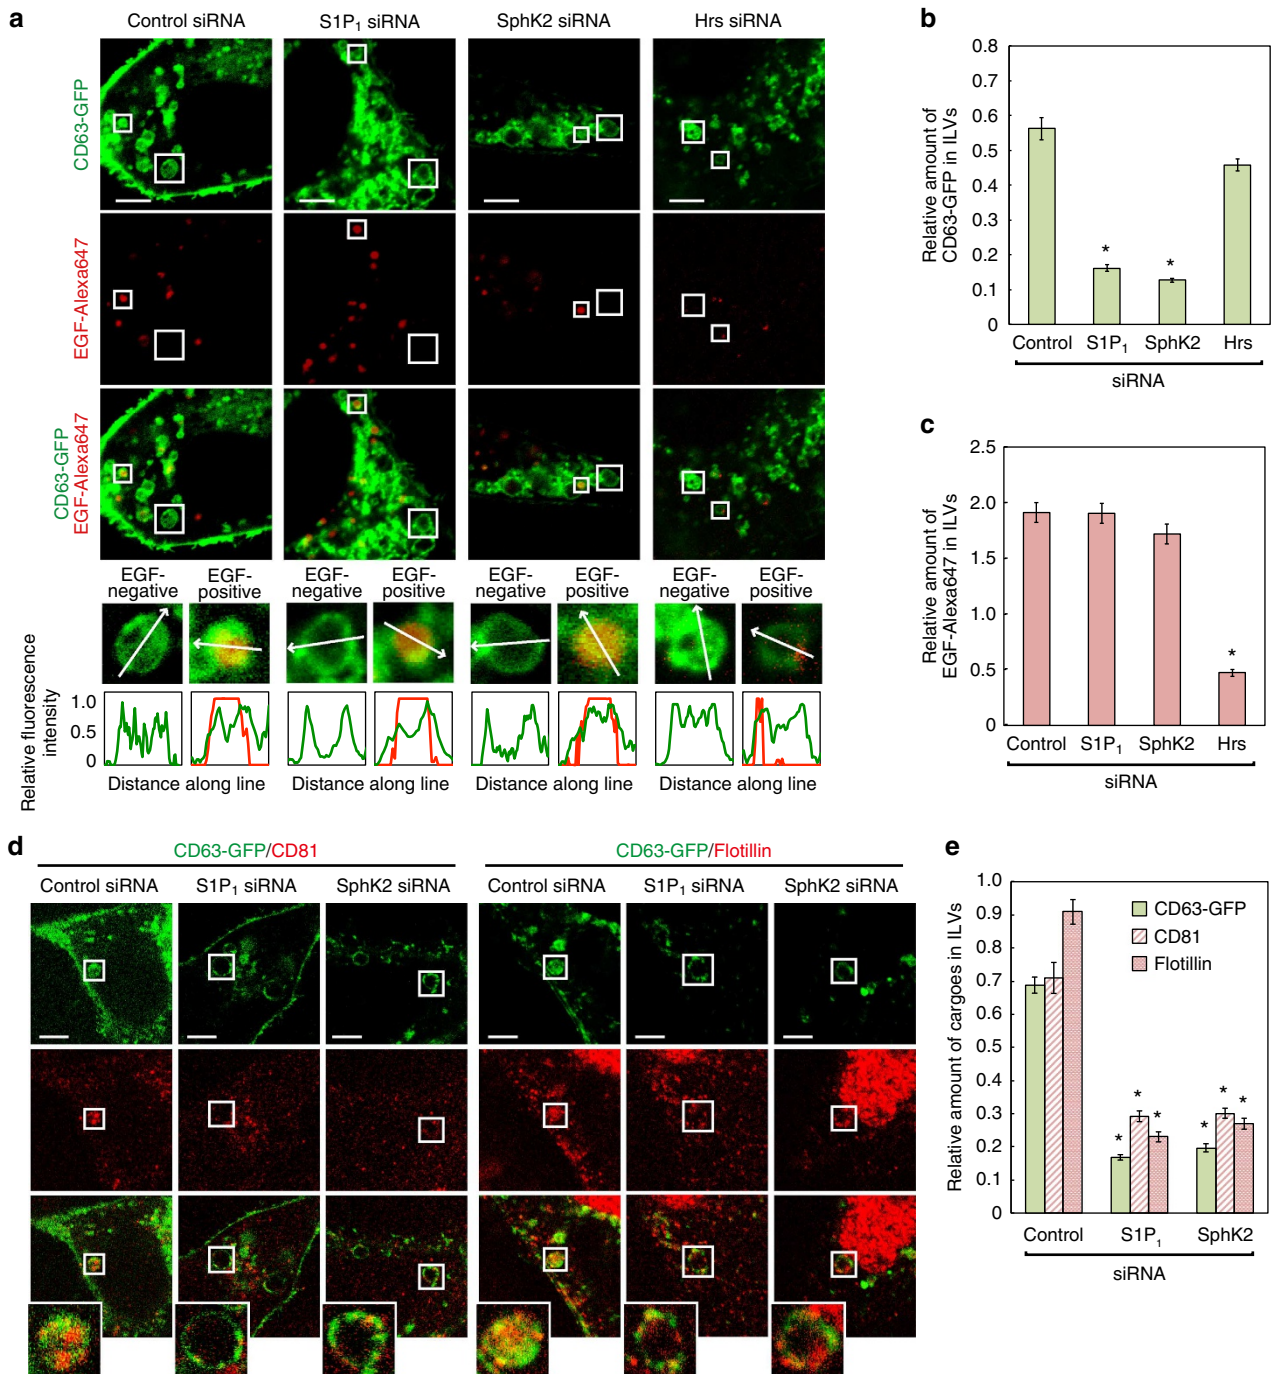 a
Control siRNA
S1P1 siRNA
SphK2 siRNA
Hrs siRNA
CD63-GFP
EGF-Alexa647
CD63-GFP
EGF-Alexa647
EGF-
negative
EGF-
positive
EGF-
negative
EGF-
positive
EGF-
negative
EGF-
positive
EGF-
negative
EGF-
positive
Relative fluorescence
intensity
1.0
0.5
0
Distance along line
Distance along line
Distance along line
Distance along line
b
Relative amount of
CD63-GFP in ILVs
0.8
0.7
0.6
0.5
0.4
0.3
0.2
0.1
0
*
*
Control
S1P1
SphK2
Hrs
siRNA
c
Relative amount of
EGF-Alexa647 in ILVs
2.5
2.0
1.5
1.0
0.5
0
*
Control
S1P1
SphK2
Hrs
siRNA
d
CD63-GFP/CD81
CD63-GFP/Flotillin
Control siRNA
S1P1 siRNA
SphK2 siRNA
Control siRNA
S1P1 siRNA
SphK2 siRNA
e
Relative amount of cargoes in ILVs
1.0
0.9
0.8
0.7
0.6
0.5
0.4
0.3
0.2
0.1
0
CD63-GFP
CD81
Flotillin
*
*
*
*
*
*
Control
S1P1
SphK2
siRNA